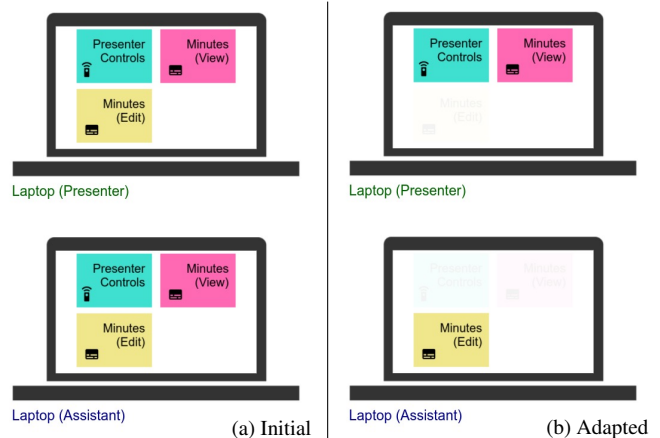 Presenter
Controls
Minutes
(View)
Minutes
(Edit)
Laptop (Presenter)
Presenter
Controls
Minutes
(View)
Minutes
(Edit)
Laptop (Assistant)
(a) Initial
Presenter
Controls
Minutes
(View)
Minutes
(Edit)
Laptop (Presenter)
Presenter
Controls
Minutes
(View)
Minutes
(Edit)
Laptop (Assistant)
(b) Adapted